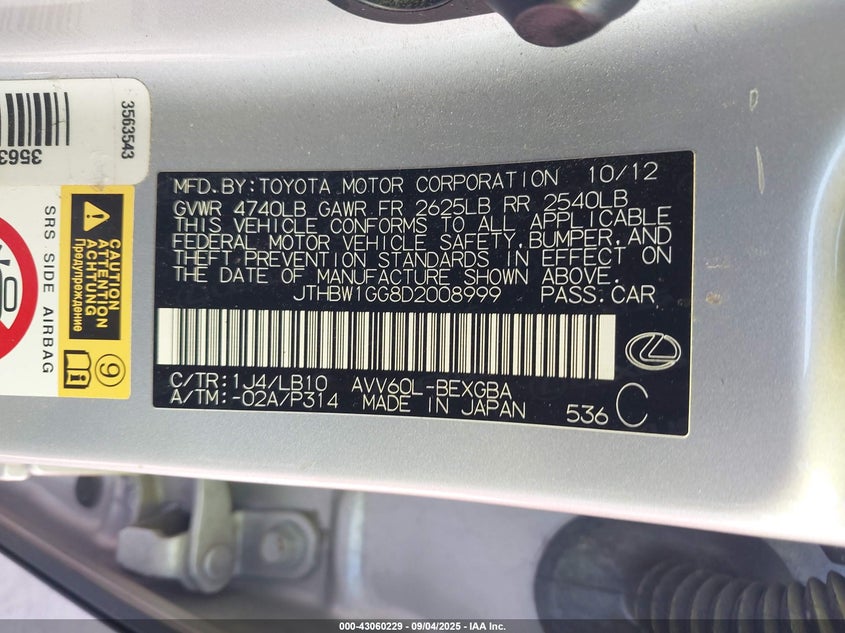 3563543
SRS SIDE AIRBAG
CAUTION
ATTENTION
ACHTUNG
Предупреждение
9
MFD.BY:TOYOTA MOTOR CORPORATION 10/12
GVWR 4740LB GAWR FR 2625LB RR 2540LB
THIS VEHICLE CONFORMS TO ALL APPLICABLE
FEDERAL MOTOR VEHICLE SAFETY,BUMPER,AND
THEFT PREVENTION STANDARDS IN EFFECT ON
THE DATE OF MANUFACTURE SHOWN ABOVE.
JTHBW1GG8D2008999 PASS.CAR
C/TR:1J4/LB10 AVV60L-BEXGBA
A/TM:-02A/P314 MADE IN JAPAN 536 C
000-43060229 - 09/04/2025 - IAA Inc.